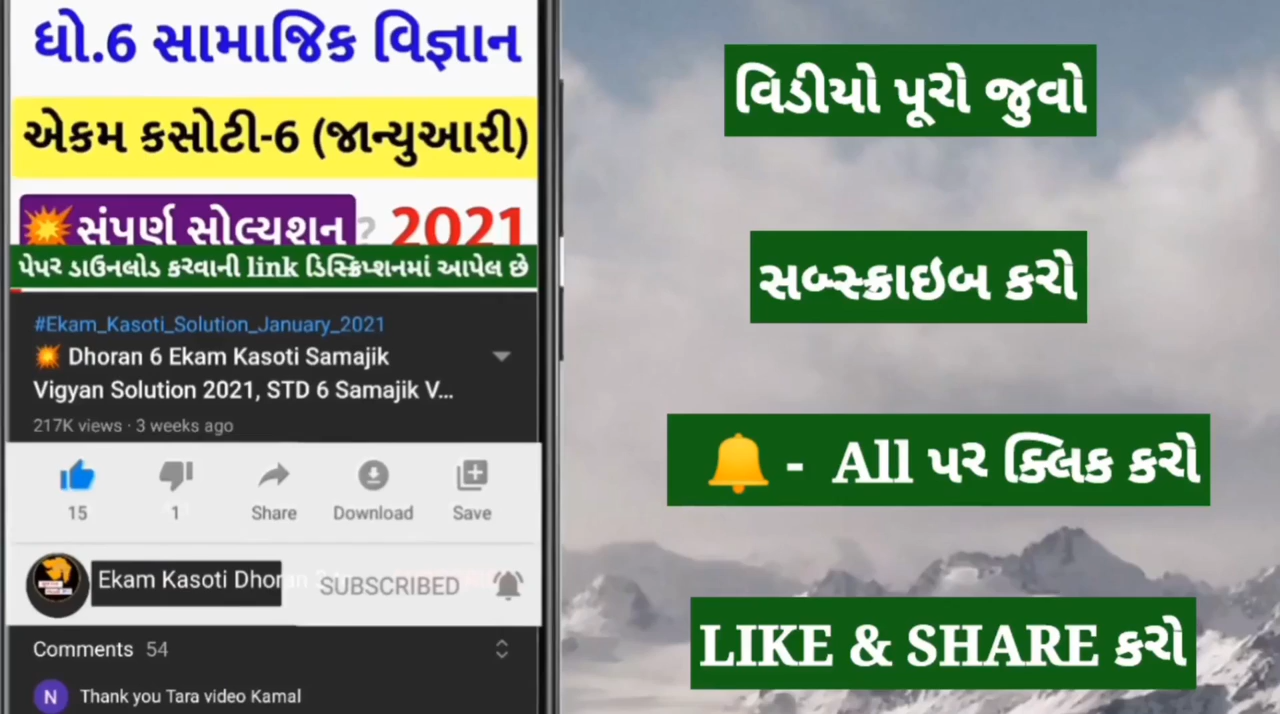 ધો.6 સામાજિક વિજ્ઞાન
એકમ કસોટી-6 (જાન્યુઆરી)
સંપૂર્ણ સોલ્યુશન ? 2021
પેપર ડાઉનલોડ કરવાની link ડિસ્ક્રિપ્શનમાં આપેલ છે
#Ekam_Kasoti_Solution_January_2021
Dhoran 6 Ekam Kasoti Samajik
Vigyan Solution 2021, STD 6 Samajik V...
217K views · 3 weeks ago
15
1
Share
Download
Save
Ekam Kasoti Dhoran
SUBSCRIBED
Comments 54
N
Thank you Tara video Kamal
વિડીયો પૂરો જુવો
સબ્સ્ક્રાઇબ કરો
- All પર ક્લિક કરો
LIKE & SHARE કરો